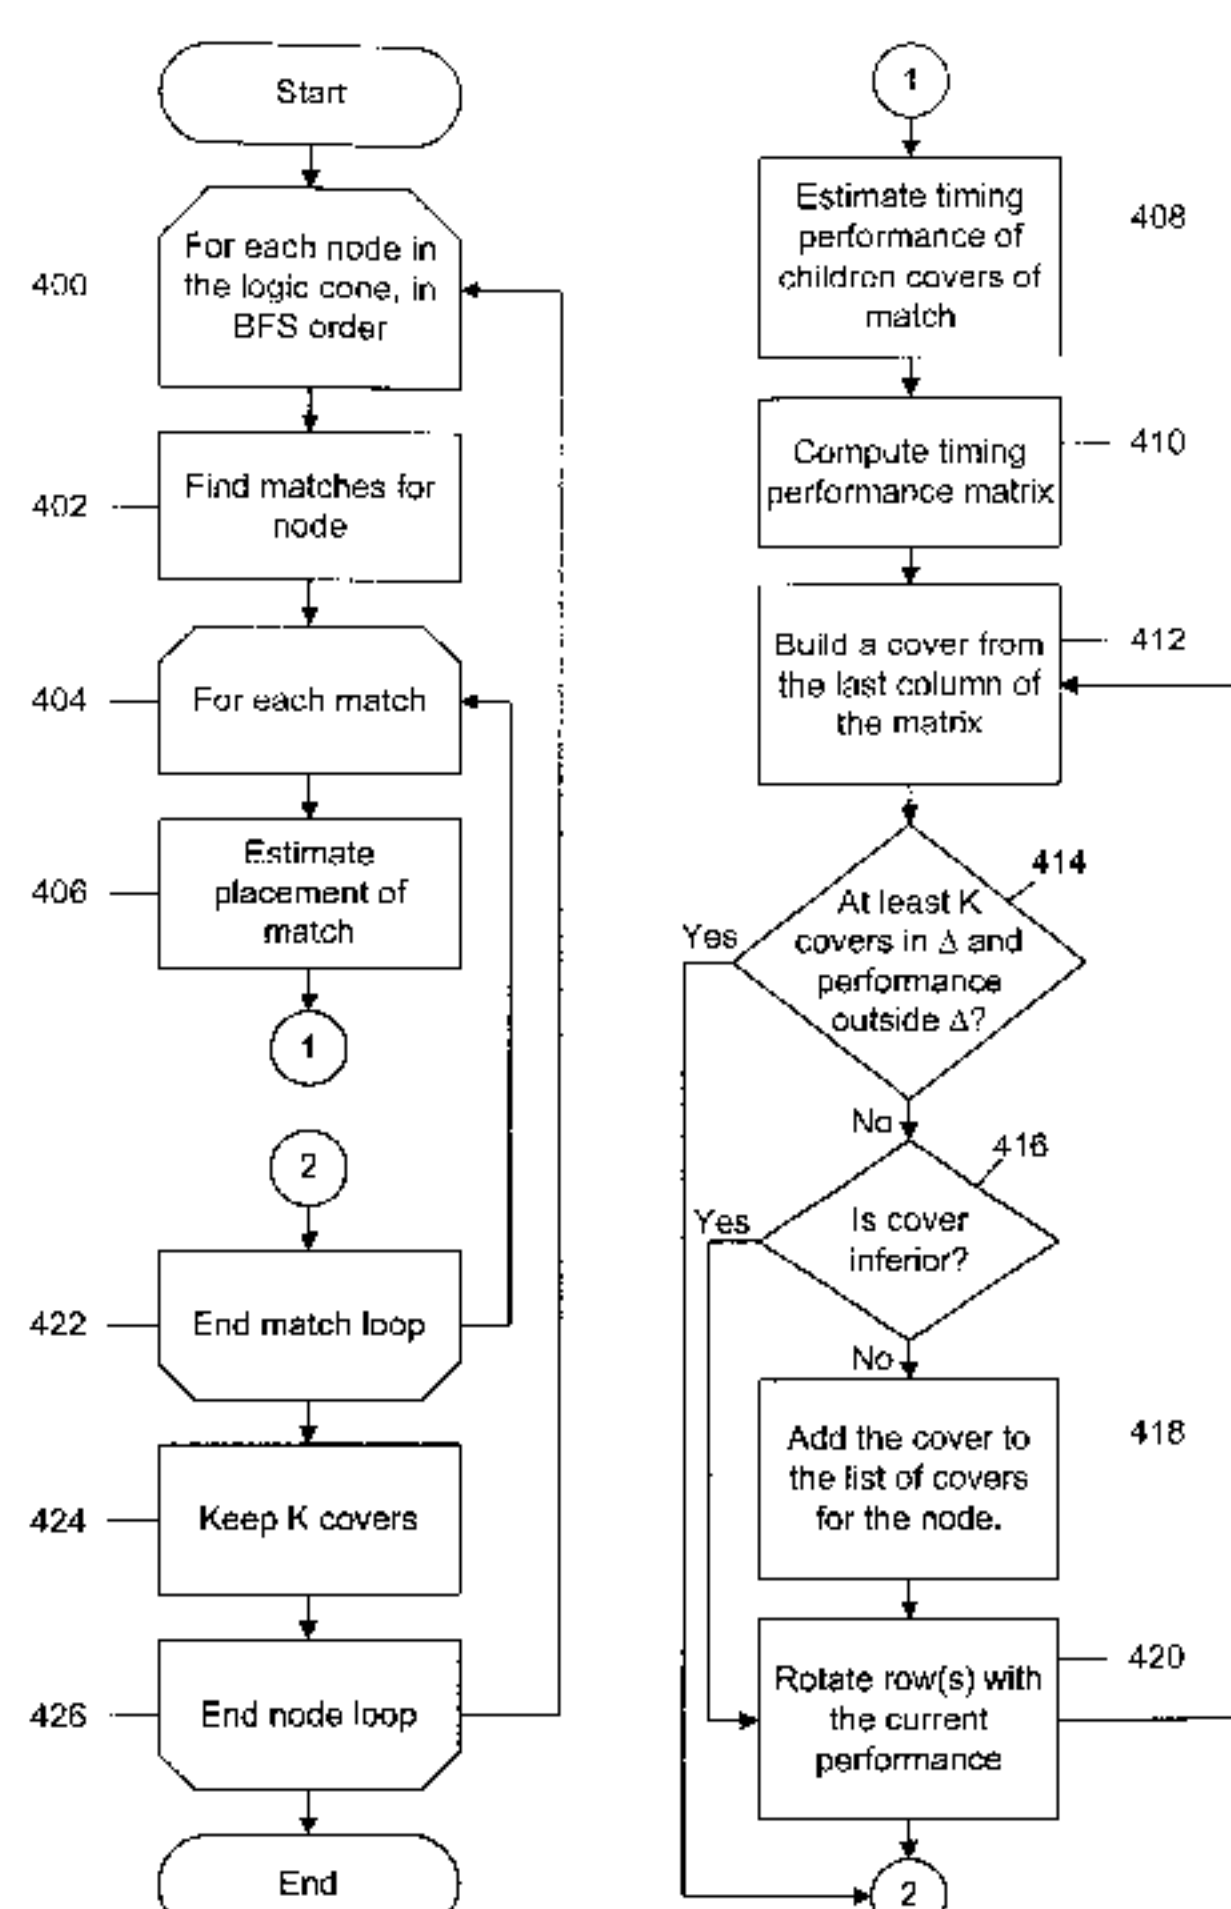 Start
400
For each node in
the logic cone, in
BFS order
402
Find matches for
node
404
For each match
406
Estimate
placement of
match
1
2
422
End match loop
424
Keep K covers
426
End node loop
End
1
Estimate timing
performance of
children covers of
match
408
Compute timing
performance matrix
410
Build a cover from
the last column of
the matrix
412
414
At least K
covers in Δ and
performance
outside Δ?
Yes
No
416
Is cover
inferior?
Yes
No
Add the cover to
the list of covers
for the node.
418
Rotate row(s) with
the current
performance
420
2